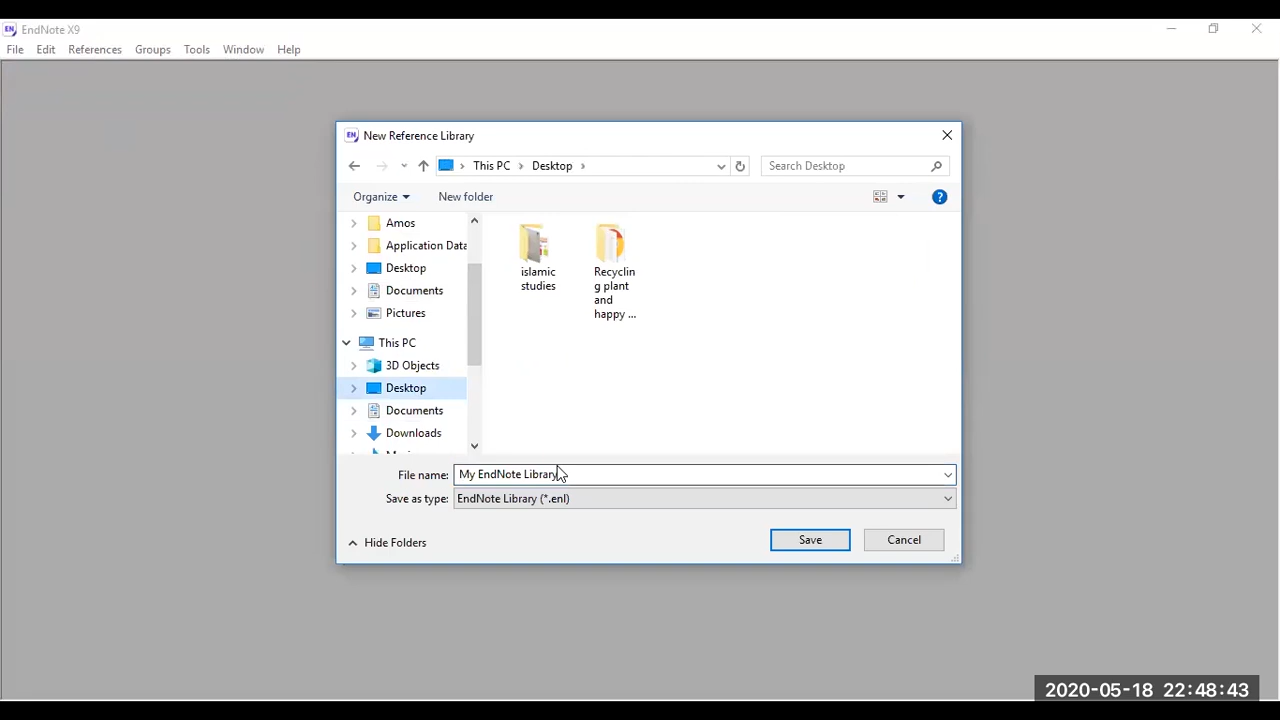 EndNote X9
File Edit References Groups Tools Window Help
New Reference Library
This PC Desktop
Search Desktop
Organize New folder
Amos
Application Data
Desktop
Documents
Pictures
This PC
3D Objects
Desktop
Documents
Downloads
islamic
studies
Recyclin
g plant
and
happy ...
File name: My EndNote Library
Save as type: EndNote Library (*.enl)
Hide Folders
Save Cancel
2020-05-18 22:48:43